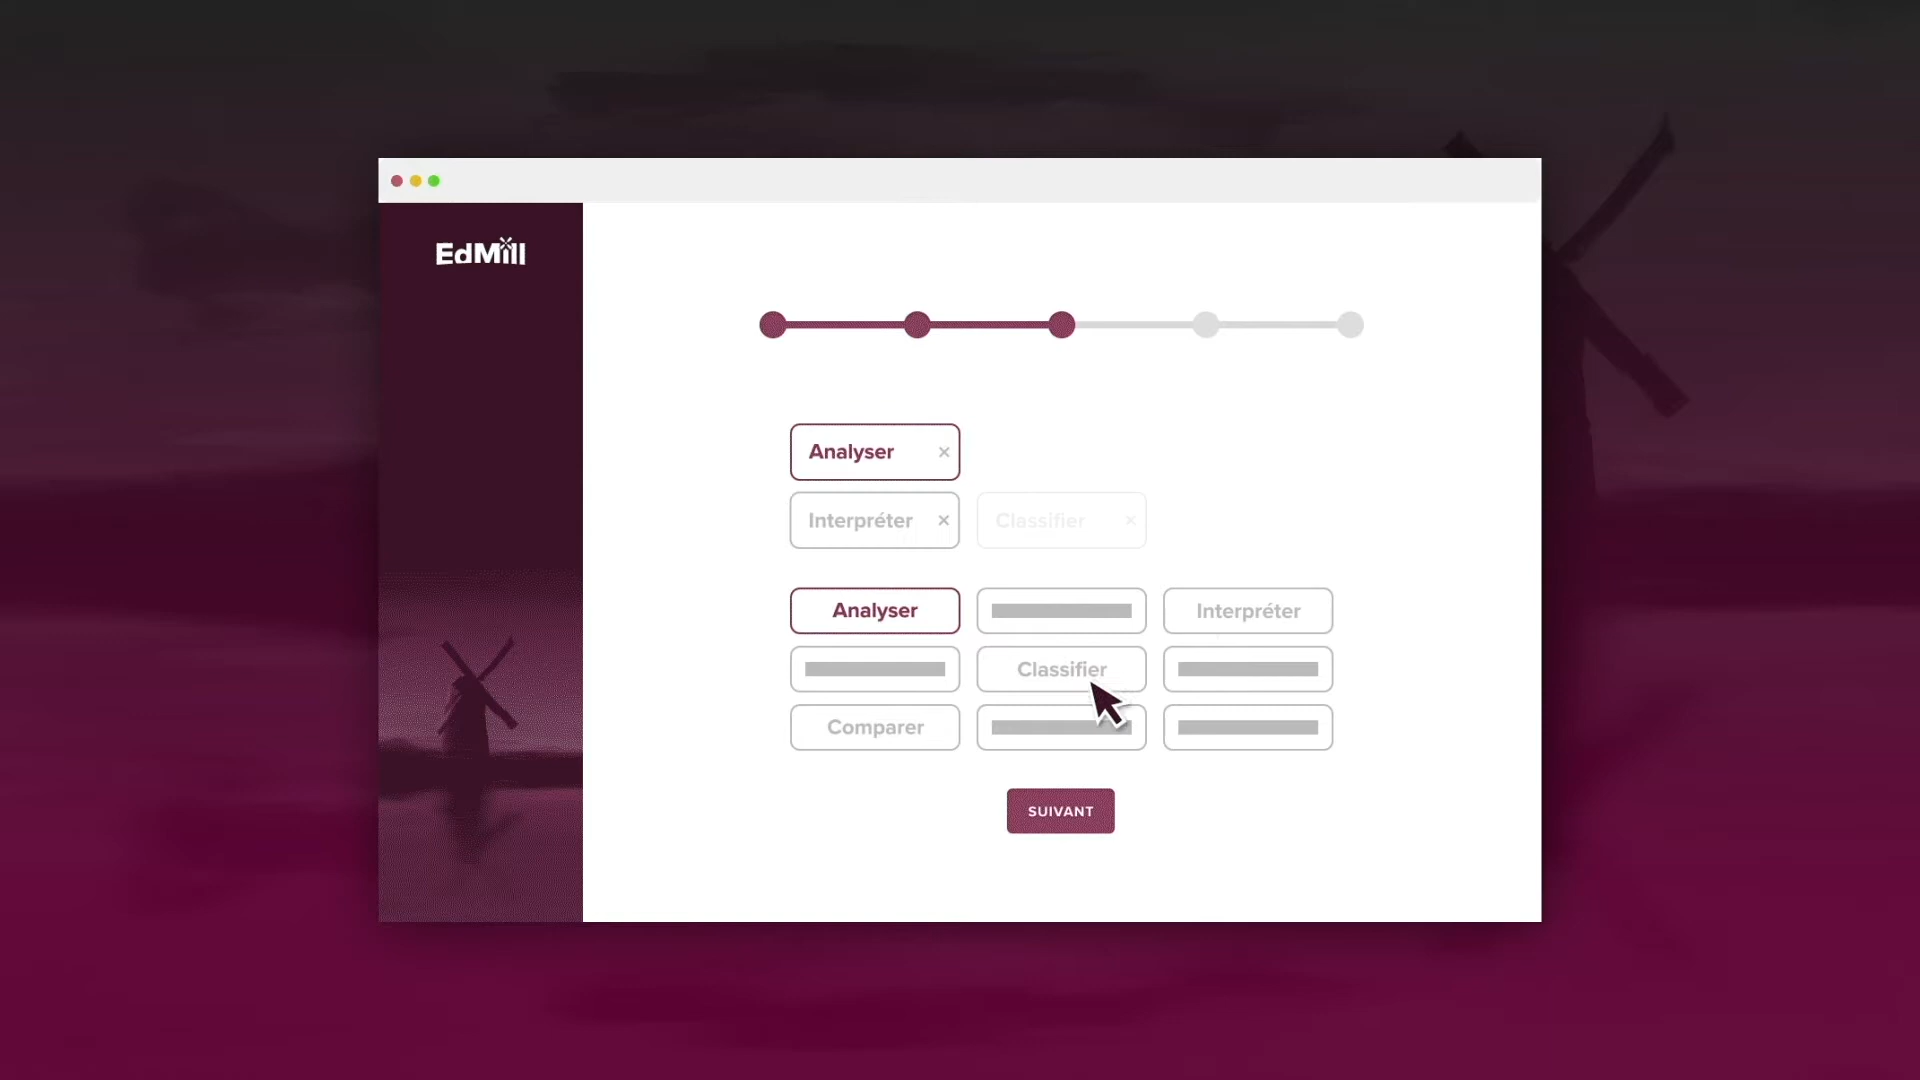 EdMill
Analyser ×
Interpréter × Classifier ×
Analyser Interpréter
Classifier
Comparer
SUIVANT